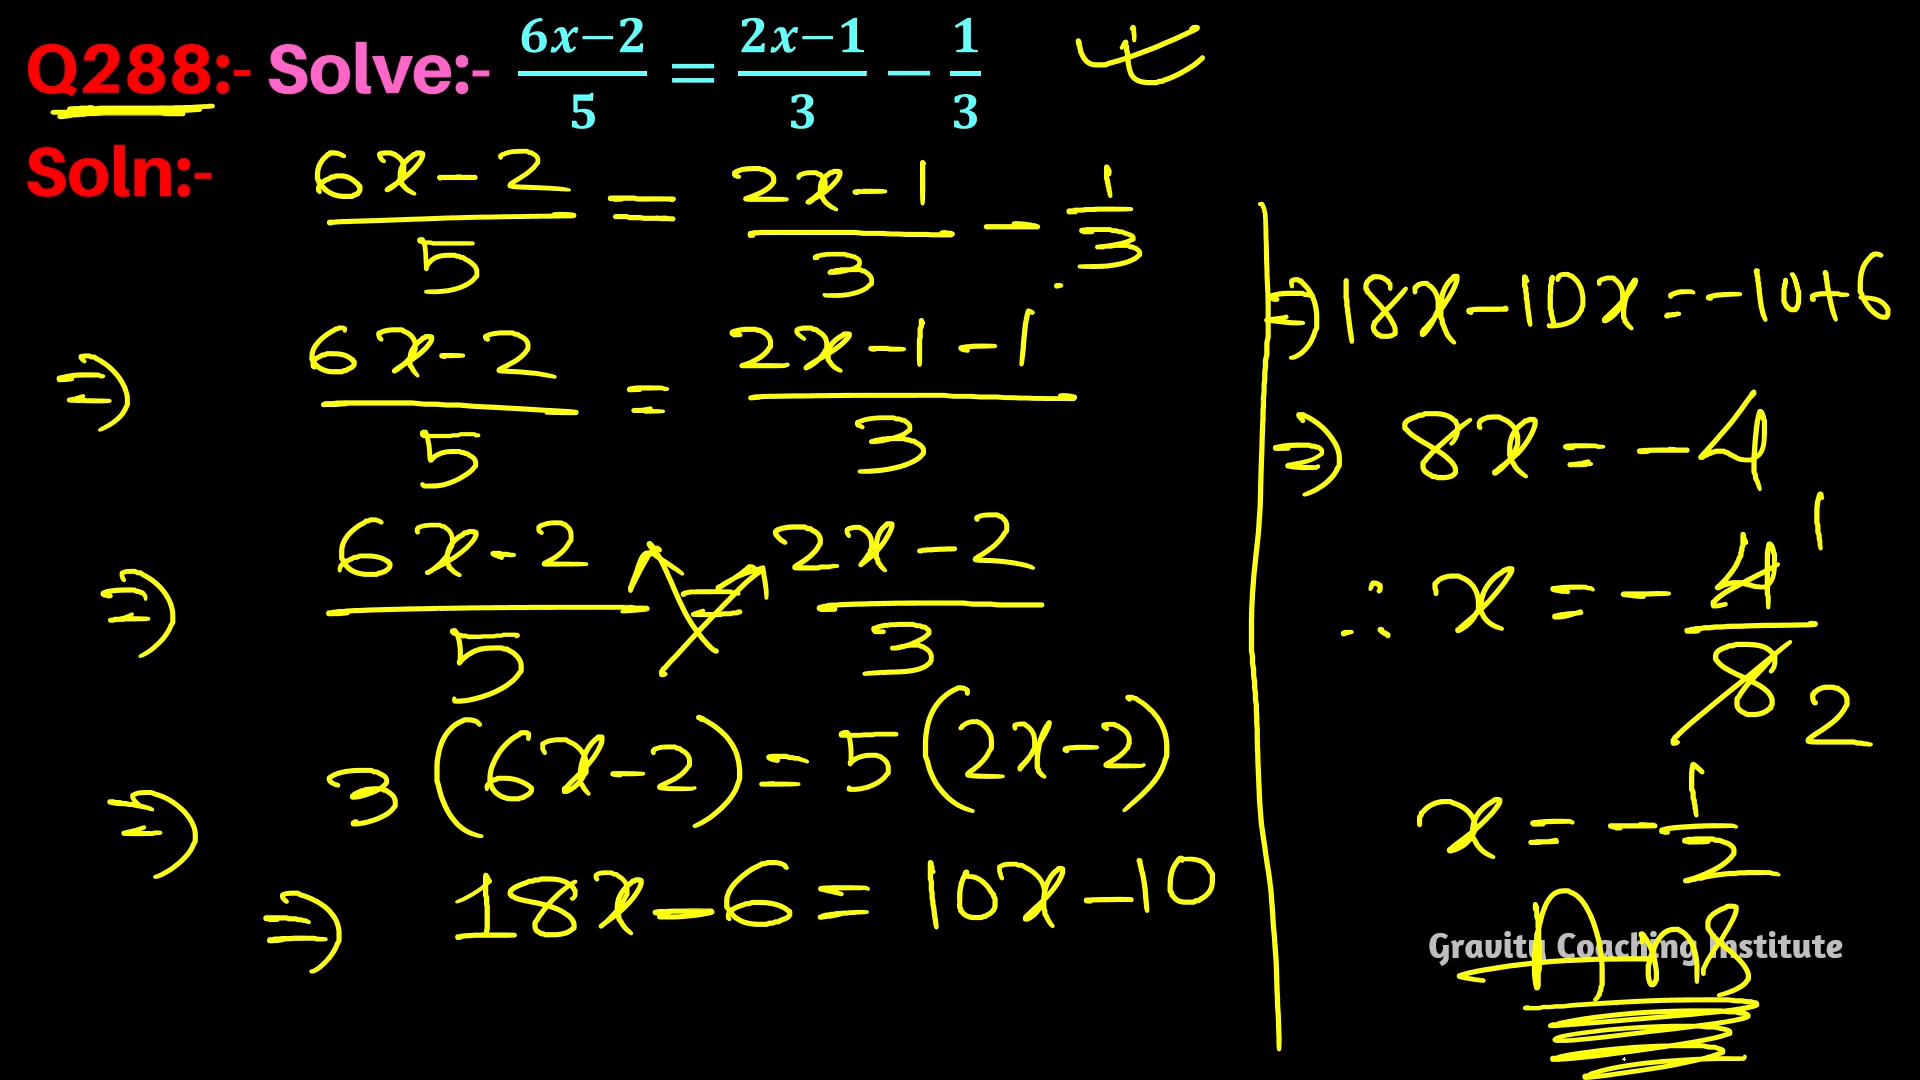 Q288:- Solve:- (6x−2)/5 = (2x−1)/3 − 1/3
Soln:- (6x−2)/5 = (2x−1)/3 − 1/3
⇒ (6x−2)/5 = (2x−1−1)/3
⇒ (6x−2)/5 = (2x−2)/3
⇒ 3(6x−2) = 5(2x−2)
⇒ 18x−6 = 10x−10
⇒ 18x−10x = −10+6
⇒ 8x = −4
∴ x = − 4/8 1 2
x = − 1/2
Ans
Gravity Coaching Institute